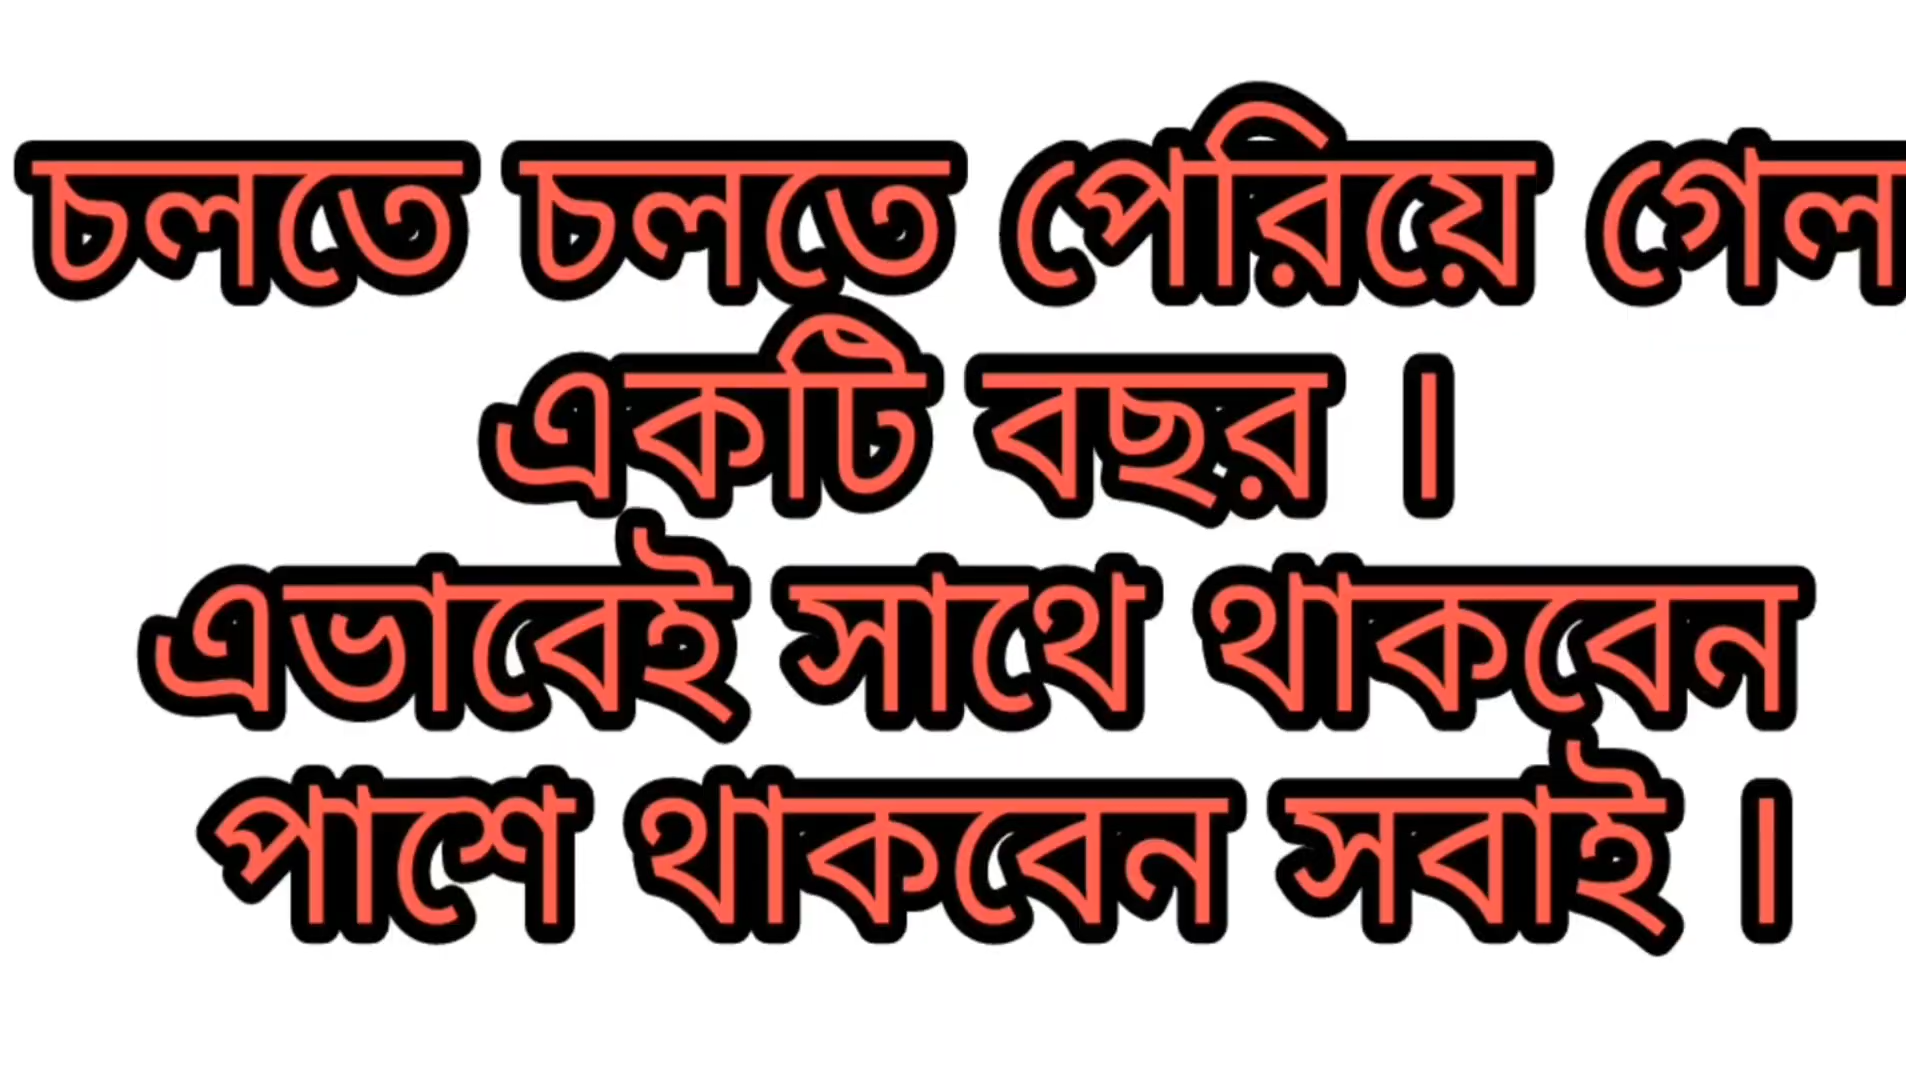 চলতে চলতে পেরিয়ে গেল
একটি বছর ।
এভাবেই সাথে থাকবেন
পাশে থাকবেন সবাই ।